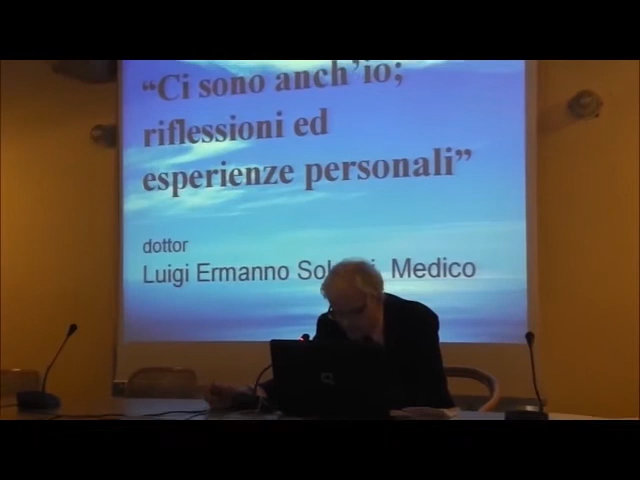 “Ci sono anch’io;
riflessioni ed
esperienze personali”
dottor
Luigi Ermanno Medico